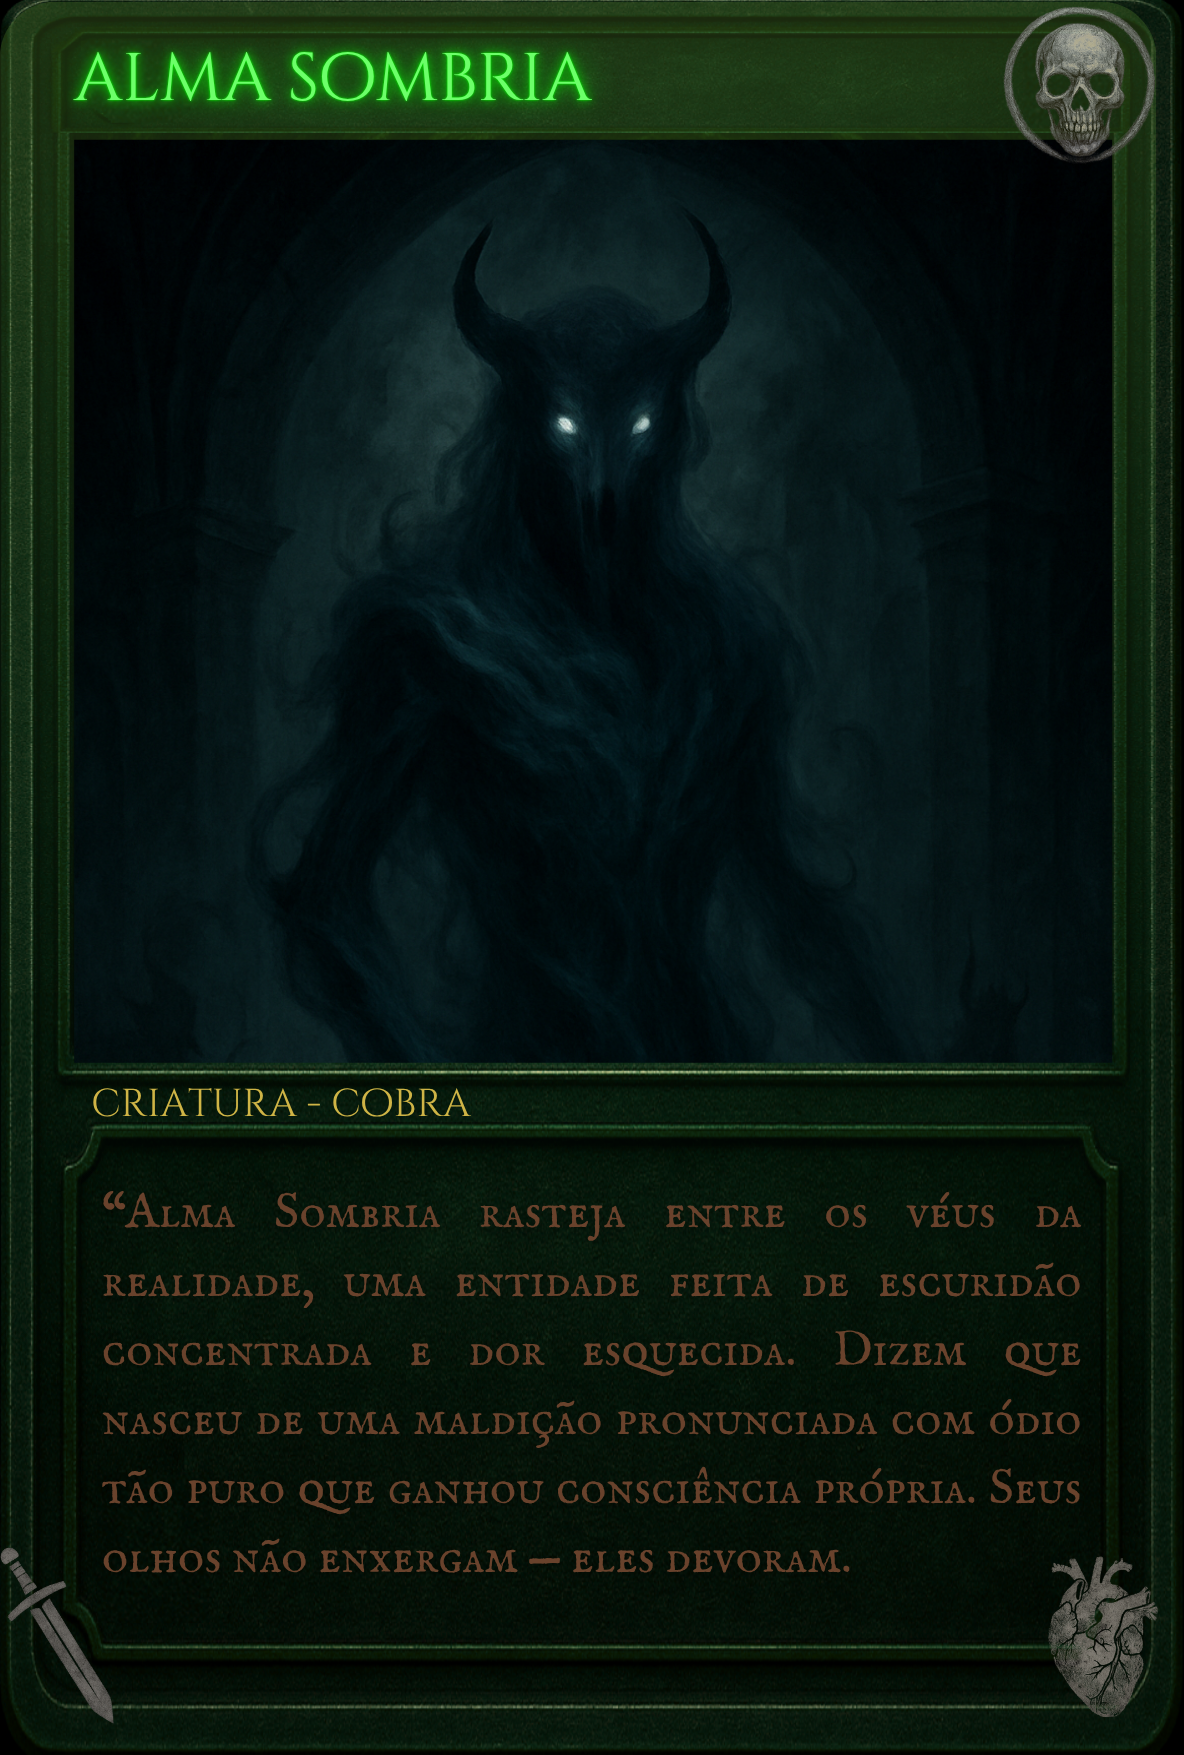 ALMA SOMBRIA
CRIATURA - COBRA
“Alma Sombria rasteja entre os véus da
realidade, uma entidade feita de escuridão
concentrada e dor esquecida. Dizem que
nasceu de uma maldição pronunciada com ódio
tão puro que ganhou consciência própria. Seus
olhos não enxergam — eles devoram.